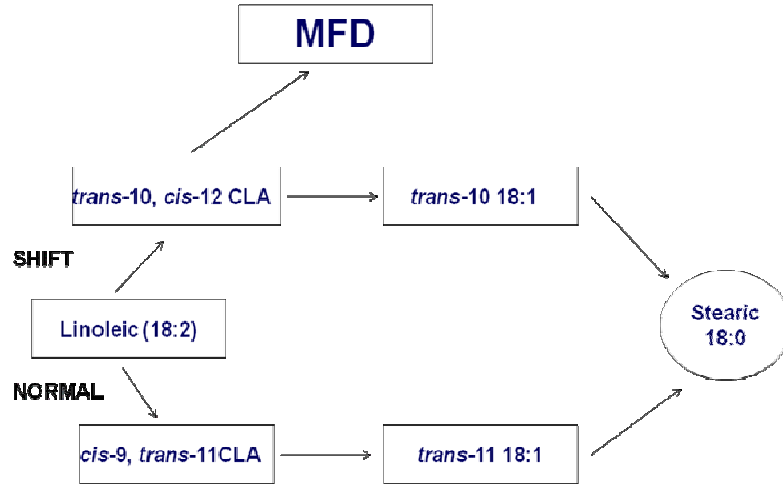 MFD
trans-10, cis-12 CLA
trans-10 18:1
SHIFT
Linoleic (18:2)
Stearic
18:0
NORMAL
cis-9, trans-11CLA
trans-11 18:1